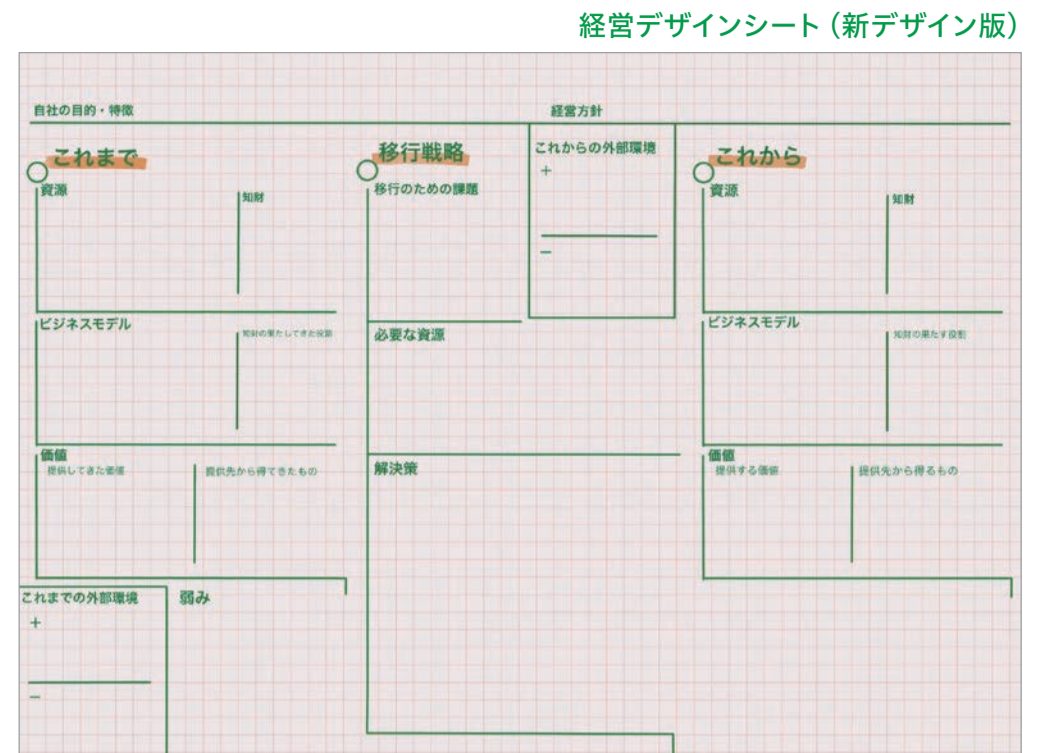 経営デザインシート（新デザイン版）
自社の目的・特徴
経営方針
これまで
資源
知財
ビジネスモデル
知財の果たしてきた役割
価値
提供してきた価値
提供先から得てきたもの
これまでの外部環境
+
−
弱み
移行戦略
移行のための課題
必要な資源
解決策
これからの外部環境
+
−
これから
資源
知財
ビジネスモデル
知財の果たす役割
価値
提供する価値
提供先から得るもの